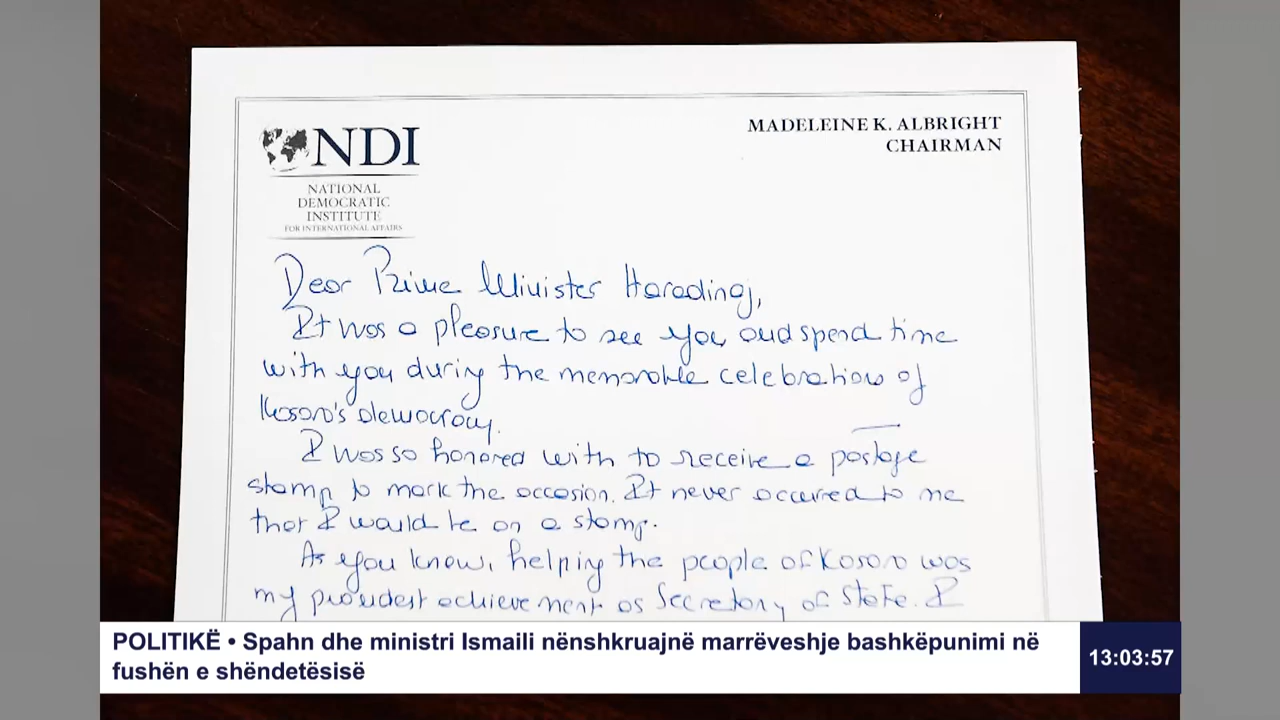 NDI
NATIONAL
DEMOCRATIC
INSTITUTE
FOR INTERNATIONAL AFFAIRS
MADELEINE K. ALBRIGHT
CHAIRMAN
Dear Prime Minister Haradinaj,
It was a pleasure to see you and spend time
with you during the memorable celebration of
Kosovo's democracy.
I was so honored with to receive a postage
stamp to mark the occasion. It never occurred to me
that I would be on a stamp.
As you know, helping the people of Kosovo was
my proudest achievement as Secretary of State. I
POLITIKË • Spahn dhe ministri Ismaili nënshkruajnë marrëveshje bashkëpunimi në
fushën e shëndetësisë
13:03:57